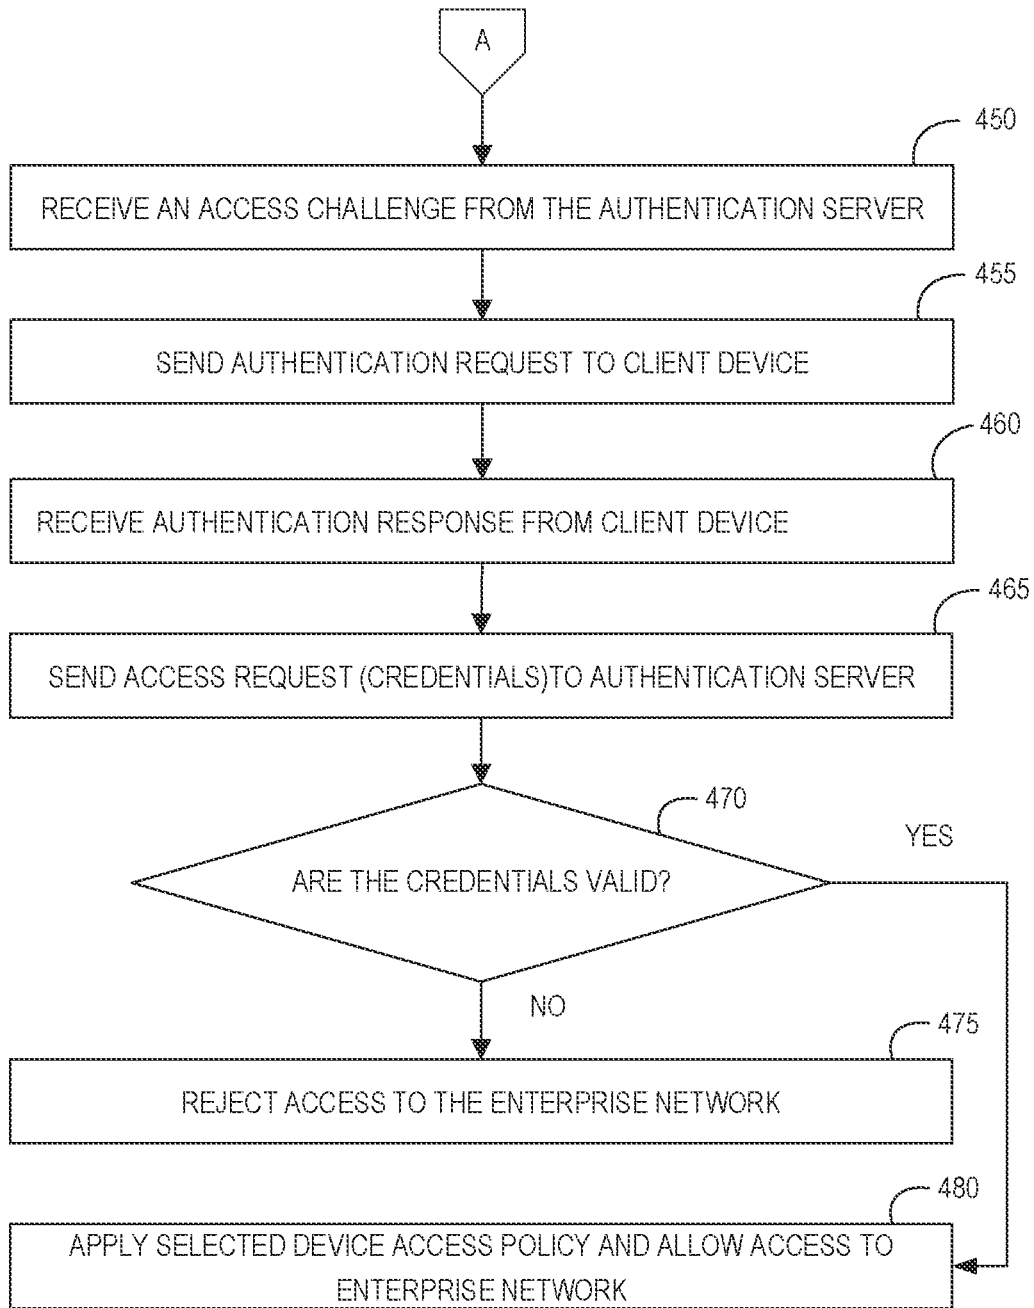 A
450
RECEIVE AN ACCESS CHALLENGE FROM THE AUTHENTICATION SERVER
455
SEND AUTHENTICATION REQUEST TO CLIENT DEVICE
460
RECEIVE AUTHENTICATION RESPONSE FROM CLIENT DEVICE
465
SEND ACCESS REQUEST (CREDENTIALS)TO AUTHENTICATION SERVER
470
YES
ARE THE CREDENTIALS VALID?
NO
475
REJECT ACCESS TO THE ENTERPRISE NETWORK
480
APPLY SELECTED DEVICE ACCESS POLICY AND ALLOW ACCESS TO
ENTERPRISE NETWORK